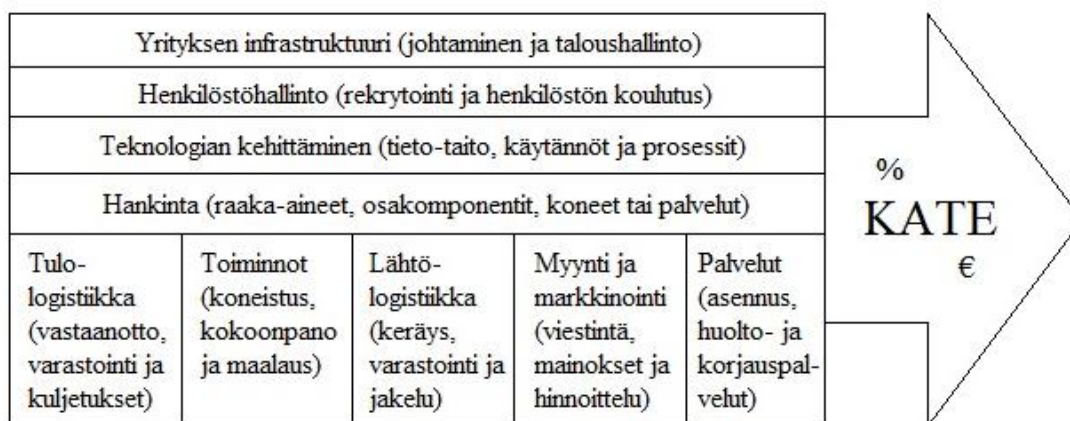 Yrityksen infrastruktuuri (johtaminen ja taloushallinto)
Henkilöstöhallinto (rekrytointi ja henkilöstön koulutus)
Teknologian kehittäminen (tieto-taito, käytännöt ja prosessit)
Hankinta (raaka-aineet, osakomponentit, koneet tai palvelut)
Tulo-
logistiikka
(vastaanotto,
varastointi ja
kuljetukset)
Toiminnot
(koneistus,
kokoonpano
ja maalaus)
Lähtö-
logistiikka
(keräys,
varastointi ja
jakelu)
Myynti ja
markkinointi
(viestintä,
mainokset ja
hinnoittelu)
Palvelut
(asennus,
huolto- ja
korjauspal-
velut)
%
KATE
€